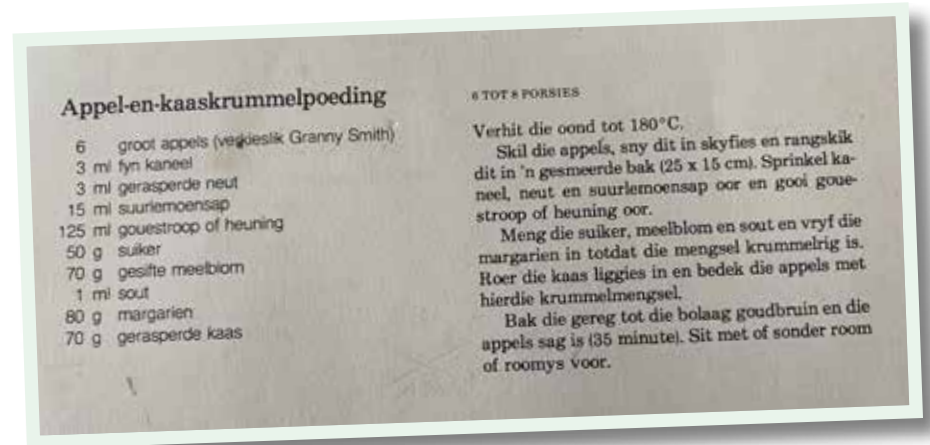 Appel-en-kaaskrummelpoeding
6 groot appels (verkieslik Granny Smith)
3 ml fyn kaneel
3 ml gerasperde neut
15 ml suurlemoensap
125 ml gouestroop of heuning
50 g suiker
70 g gesifte meelblom
1 ml sout
80 g margarien
70 g gerasperde kaas
6 TOT 8 PORSIES
Verhit die oond tot 180°C.
Skil die appels, sny dit in skyfies en rangskik
dit in 'n gesmeerde bak (25 x 15 cm). Sprinkel ka-
neel, neut en suurlemoensap oor en gooi goue-
stroop of heuning oor.
Meng die suiker, meelblom en sout en vryf die
margarien in totdat die mengsel krummelrig is.
Roer die kaas liggies in en bedek die appels met
hierdie krummelmengsel.
Bak die gereg tot die bolaag goudbruin en die
appels sag is (35 minute). Sit met of sonder room
of roomys voor.